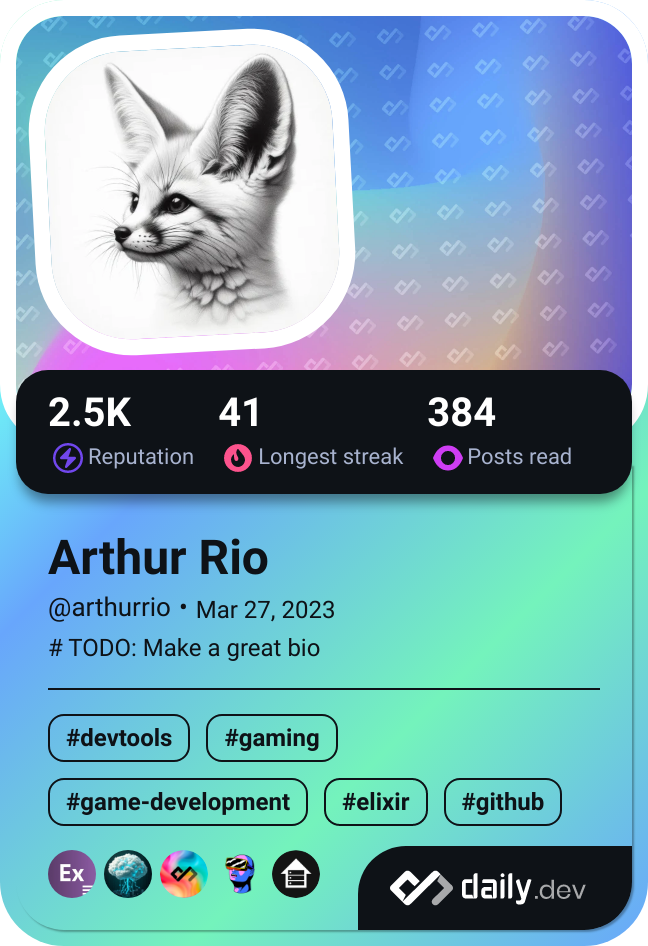 2.5K 41 384
Reputation Longest streak Posts read
Arthur Rio
@arthurrio • Mar 27, 2023
# TODO: Make a great bio
#devtools #gaming
#game-development #elixir #github
Ex daily.dev